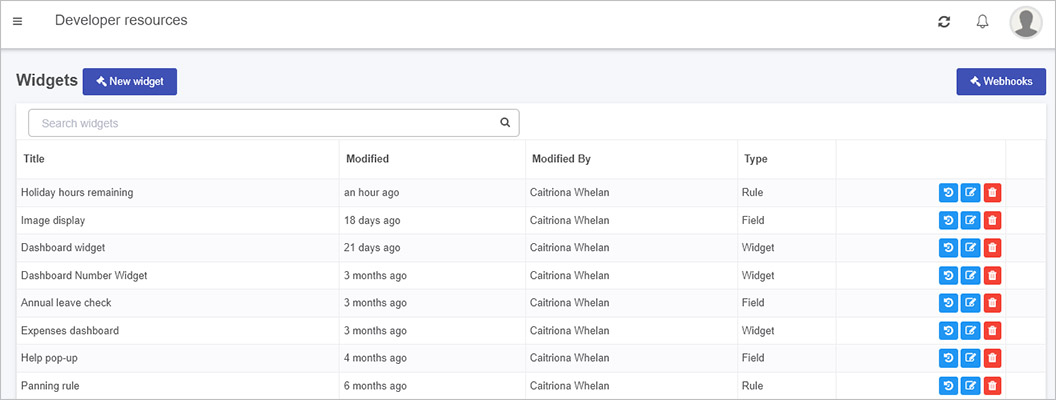 Developer resources
Widgets New widget Webhooks
Search widgets
Title Modified Modified By Type
Holiday hours remaining an hour ago Caitriona Whelan Rule
Image display 18 days ago Caitriona Whelan Field
Dashboard widget 21 days ago Caitriona Whelan Widget
Dashboard Number Widget 3 months ago Caitriona Whelan Widget
Annual leave check 3 months ago Caitriona Whelan Field
Expenses dashboard 3 months ago Caitriona Whelan Widget
Help pop-up 4 months ago Caitriona Whelan Field
Panning rule 6 months ago Caitriona Whelan Rule